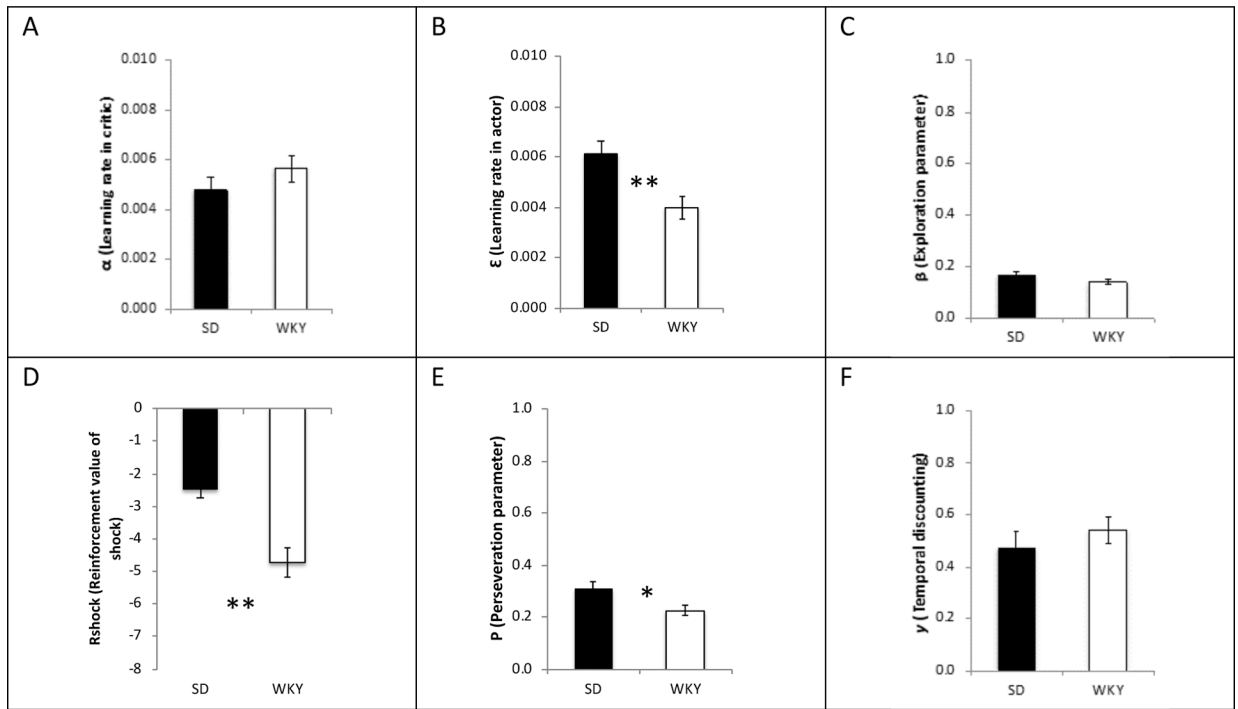 A
α (Learning rate in critic)
0.010
0.008
0.006
0.004
0.002
0.000
SD WKY
B
ε (Learning rate in actor)
0.010
0.008
0.006
0.004
0.002
0.000
**
SD WKY
C
β (Exploration parameter)
1.0
0.8
0.6
0.4
0.2
0.0
SD WKY
D
Rshock (Reinforcement value of
shock)
0
-1
-2
-3
-4
-5
-6
-7
-8
**
SD WKY
E
P (Perseveration parameter)
1.0
0.8
0.6
0.4
0.2
0.0
*
SD WKY
F
γ (Temporal discounting)
1.0
0.8
0.6
0.4
0.2
0.0
SD WKY